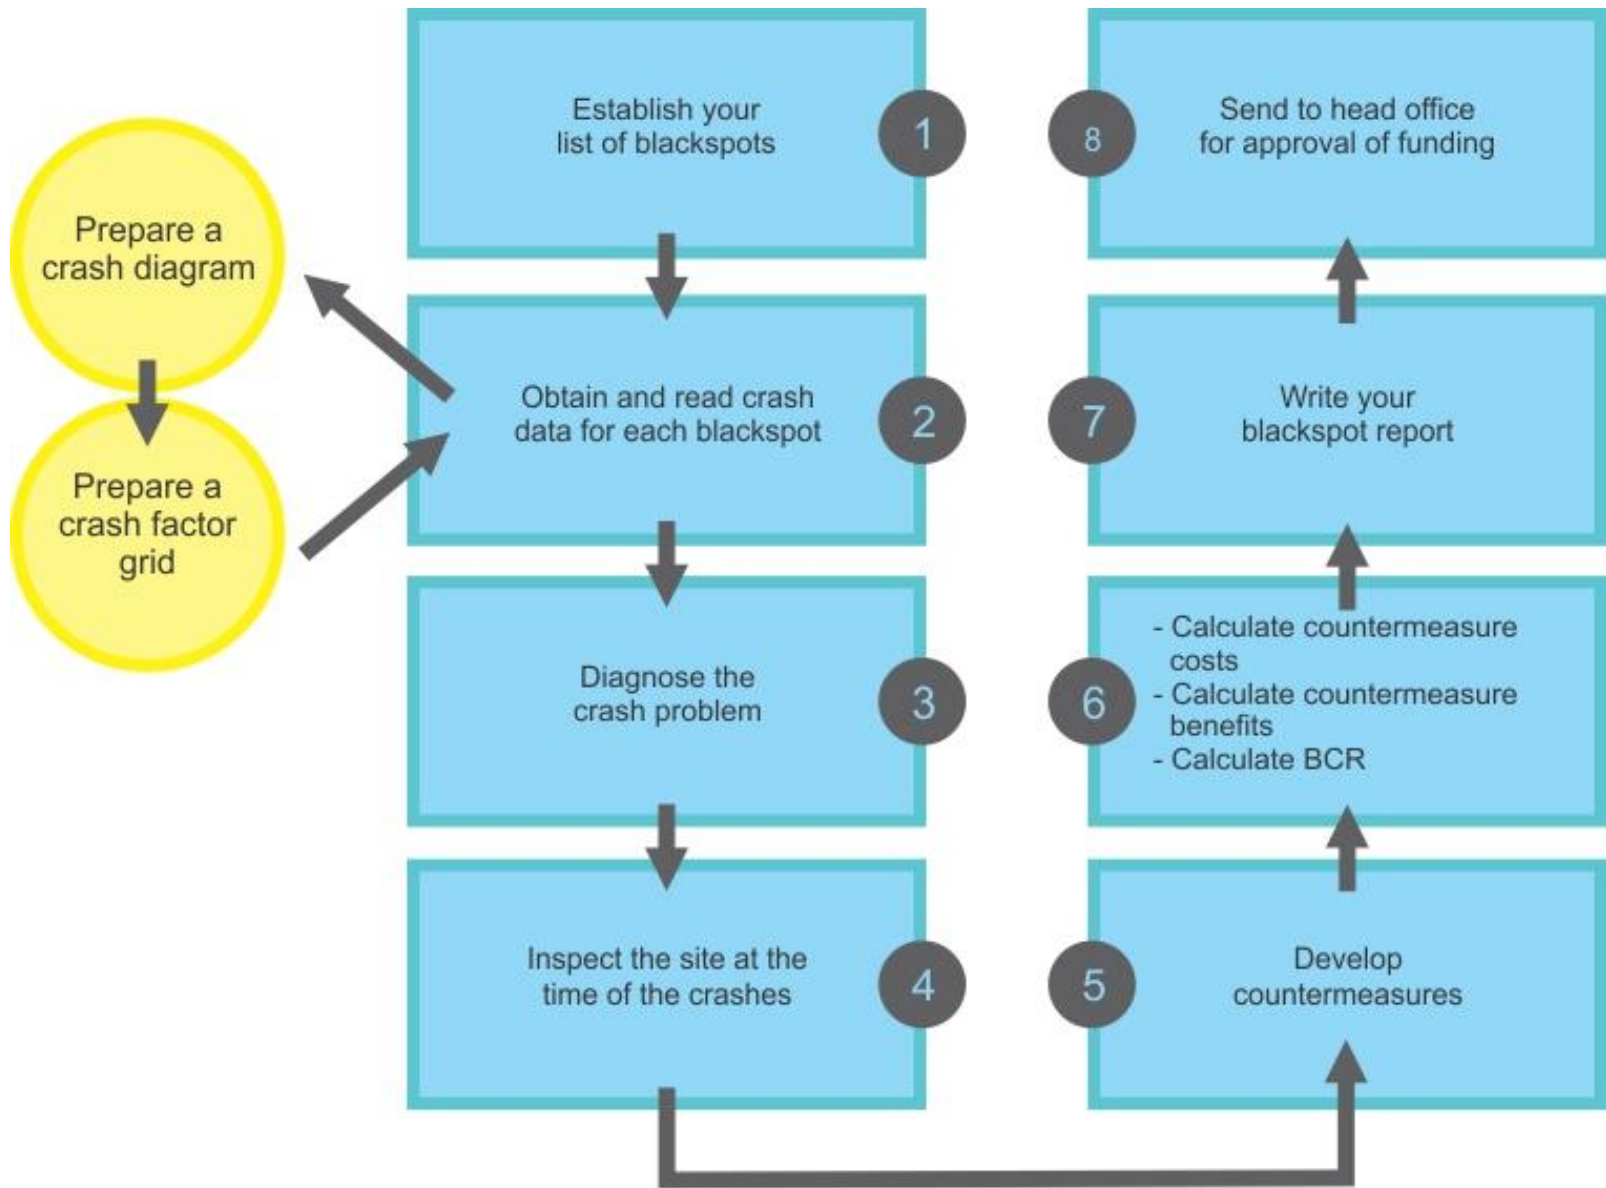 Establish your
list of blackspots
1
Prepare a
crash diagram
Prepare a
crash factor
grid
Obtain and read crash
data for each blackspot
2
Diagnose the
crash problem
3
Inspect the site at the
time of the crashes
4
Develop
countermeasures
5
- Calculate countermeasure
costs
- Calculate countermeasure
benefits
- Calculate BCR
6
Write your
blackspot report
7
Send to head office
for approval of funding
8